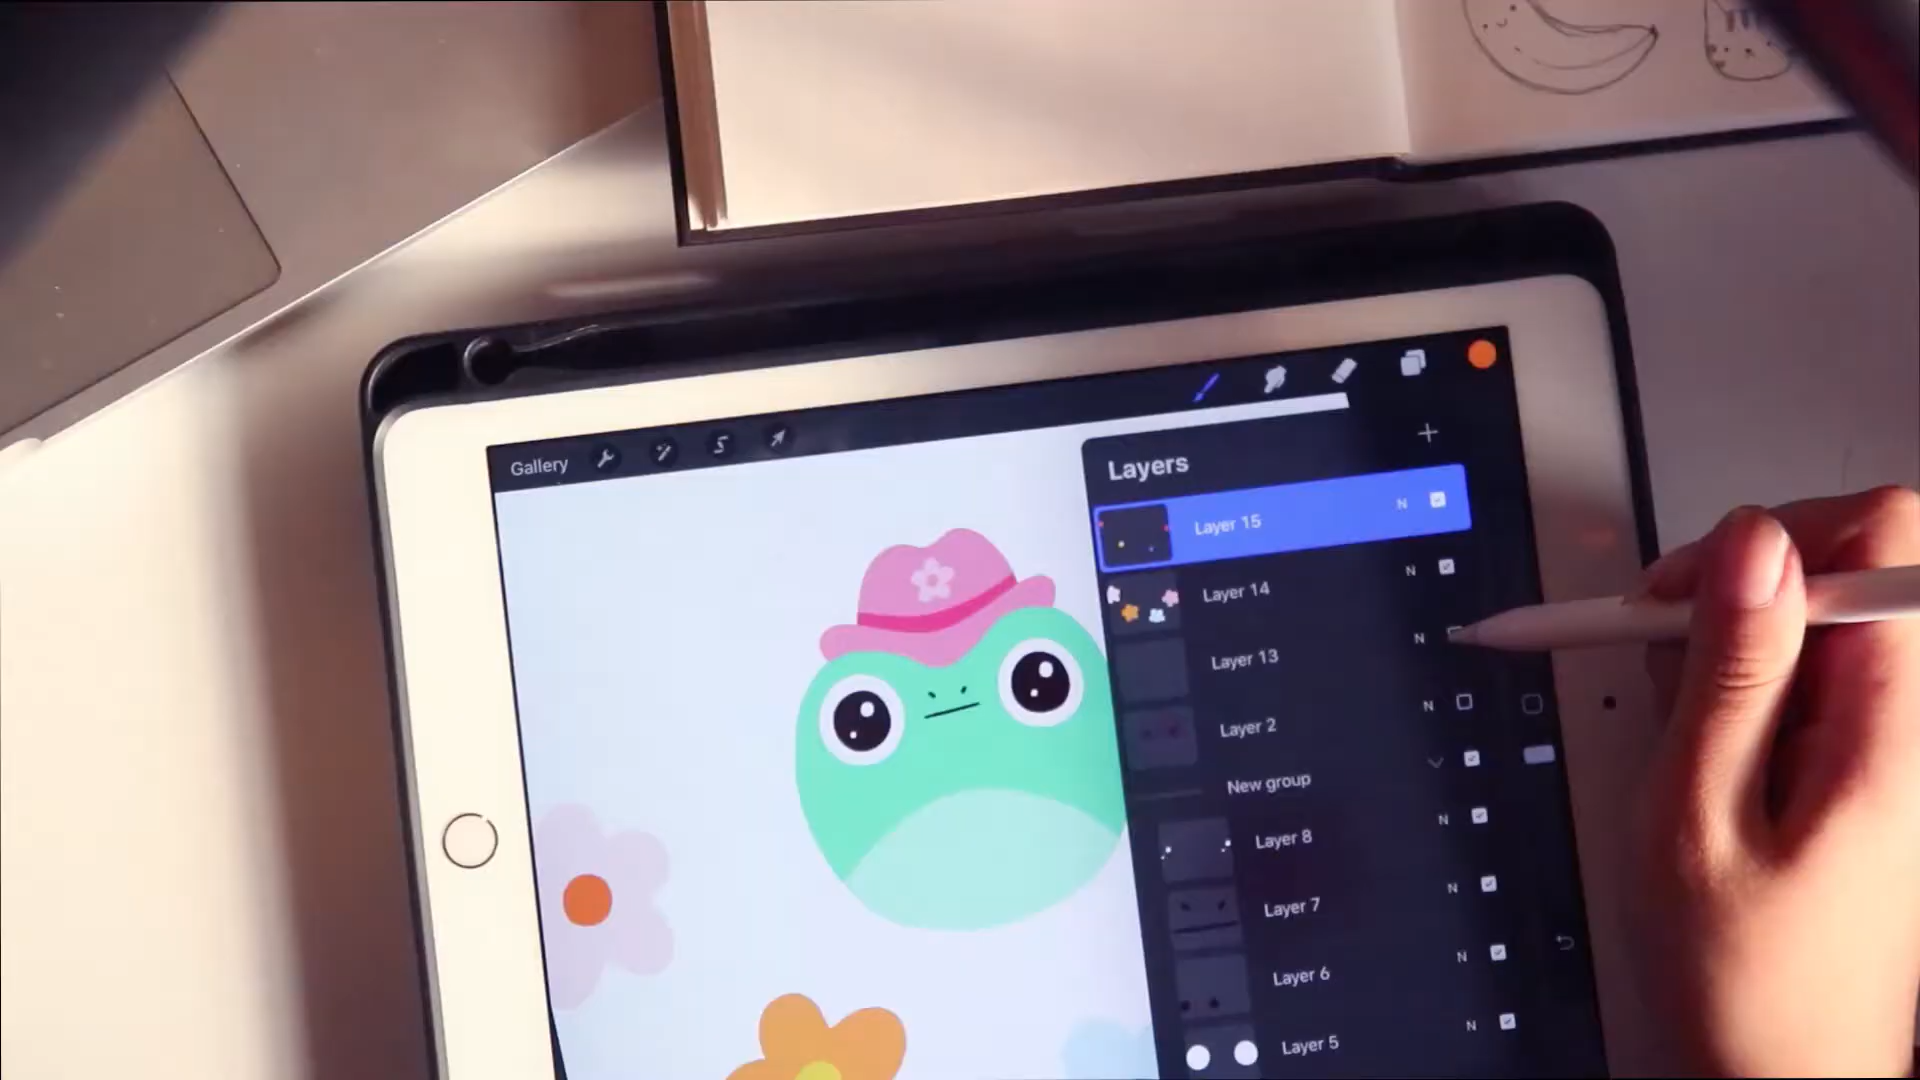 Gallery
Layers
Layer 15 N
Layer 14 N
Layer 13 N
Layer 2 N
New group
Layer 8 N
Layer 7 N
Layer 6 N
Layer 5 N